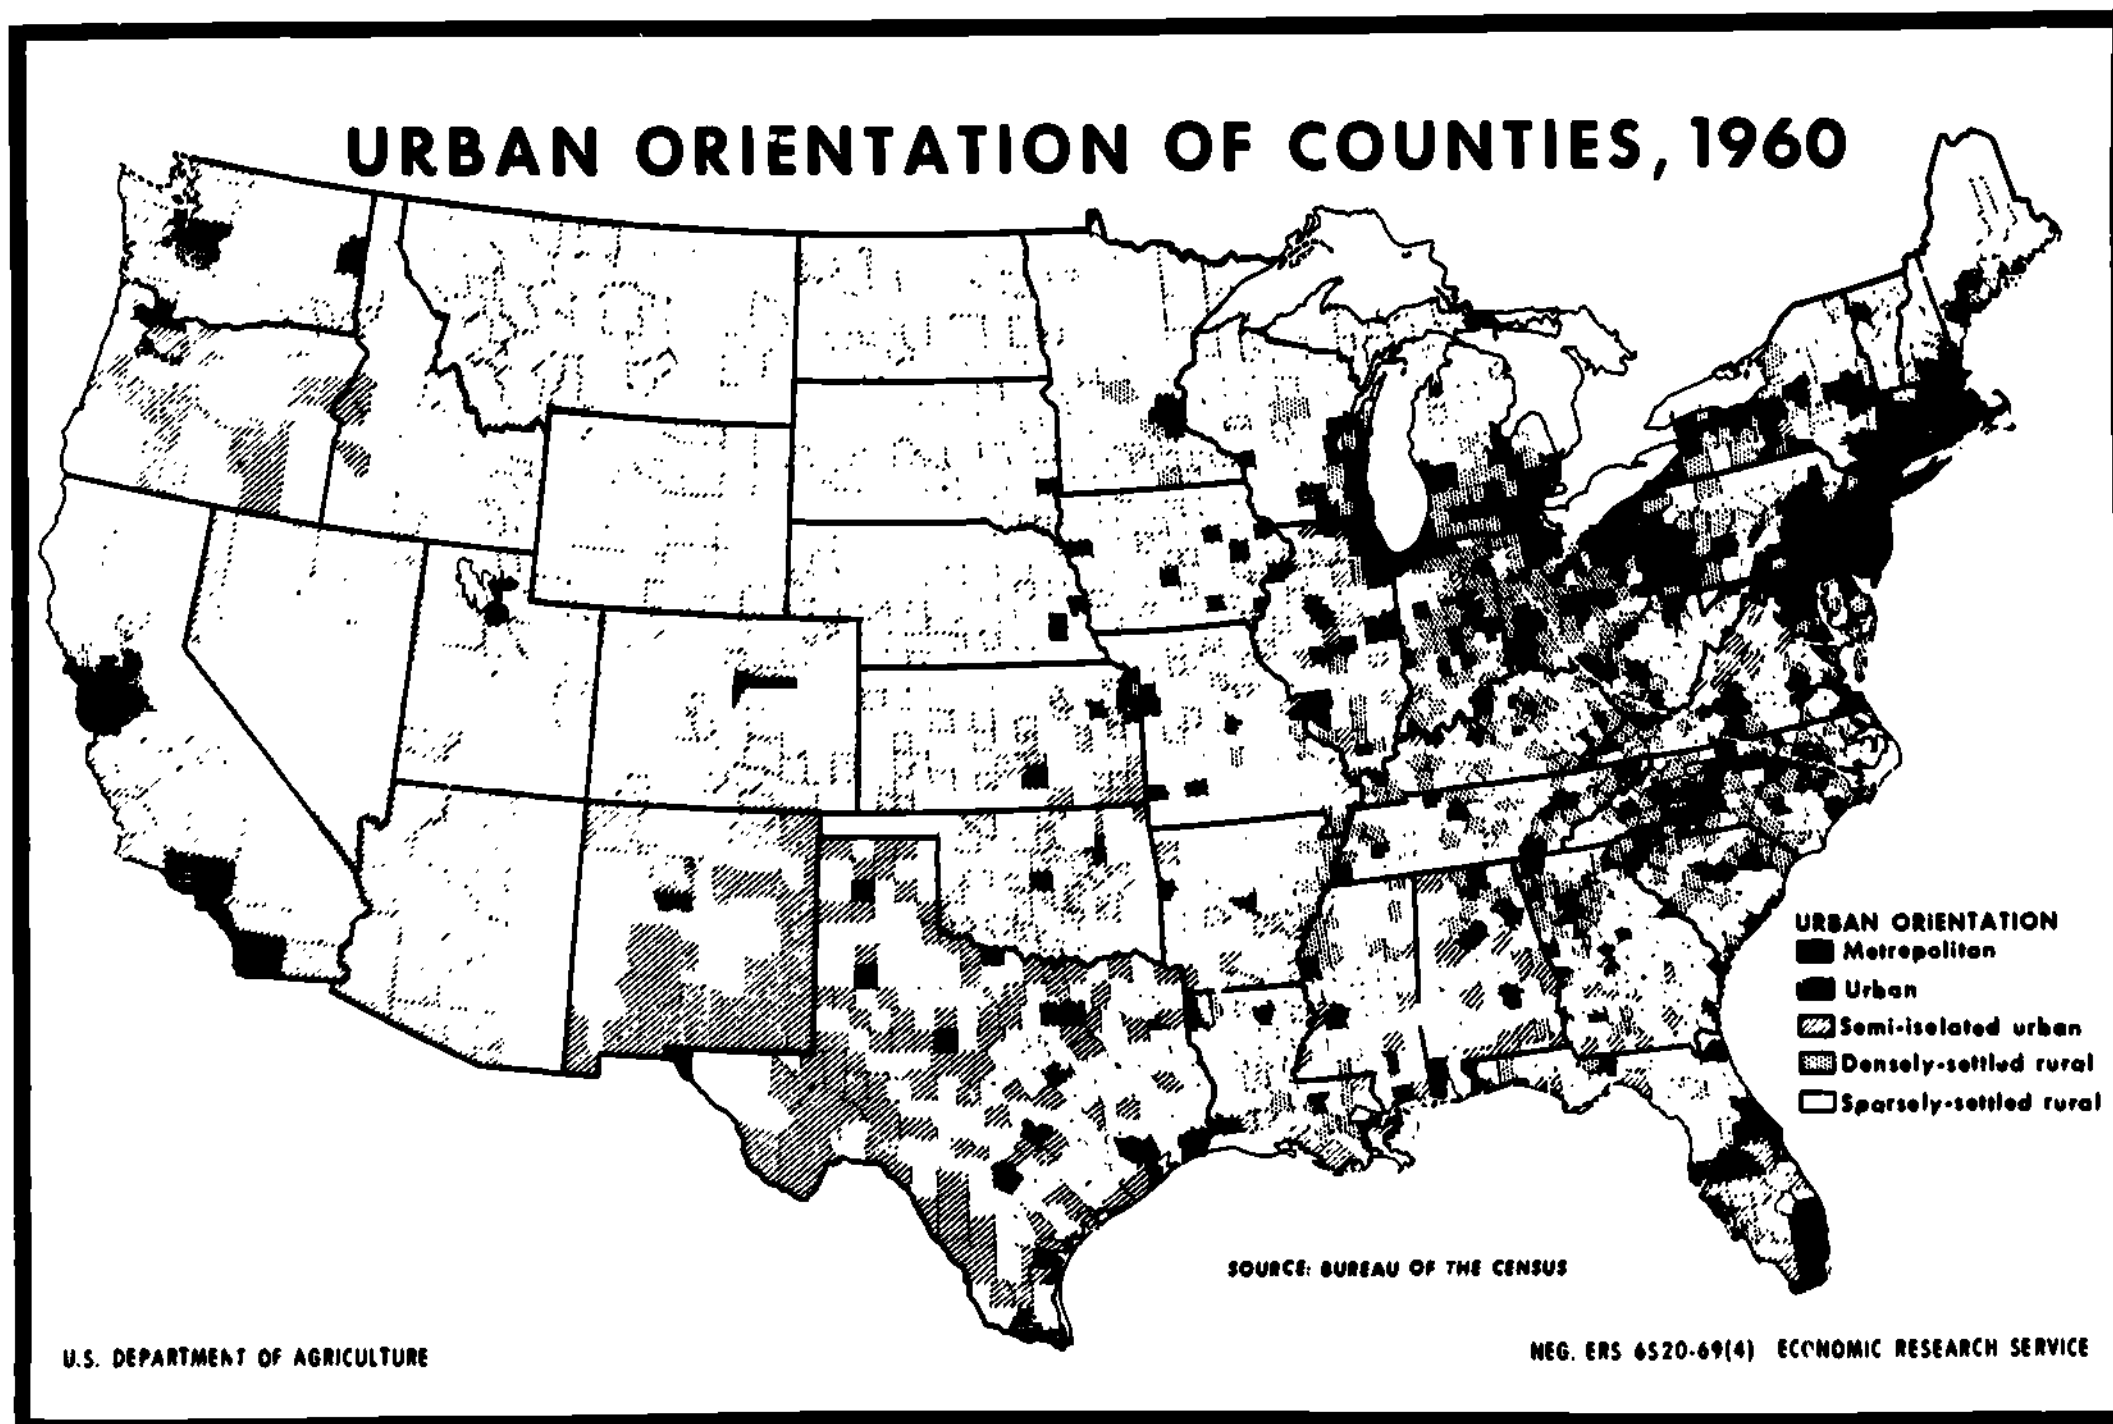 URBAN ORIENTATION OF COUNTIES, 1960
URBAN ORIENTATION
Metropolitan
Urban
Semi-isolated urban
Densely-settled rural
Sparsely-settled rural
SOURCE: BUREAU OF THE CENSUS
U.S. DEPARTMENT OF AGRICULTURE
NEG. ERS 6520-69(4) ECONOMIC RESEARCH SERVICE